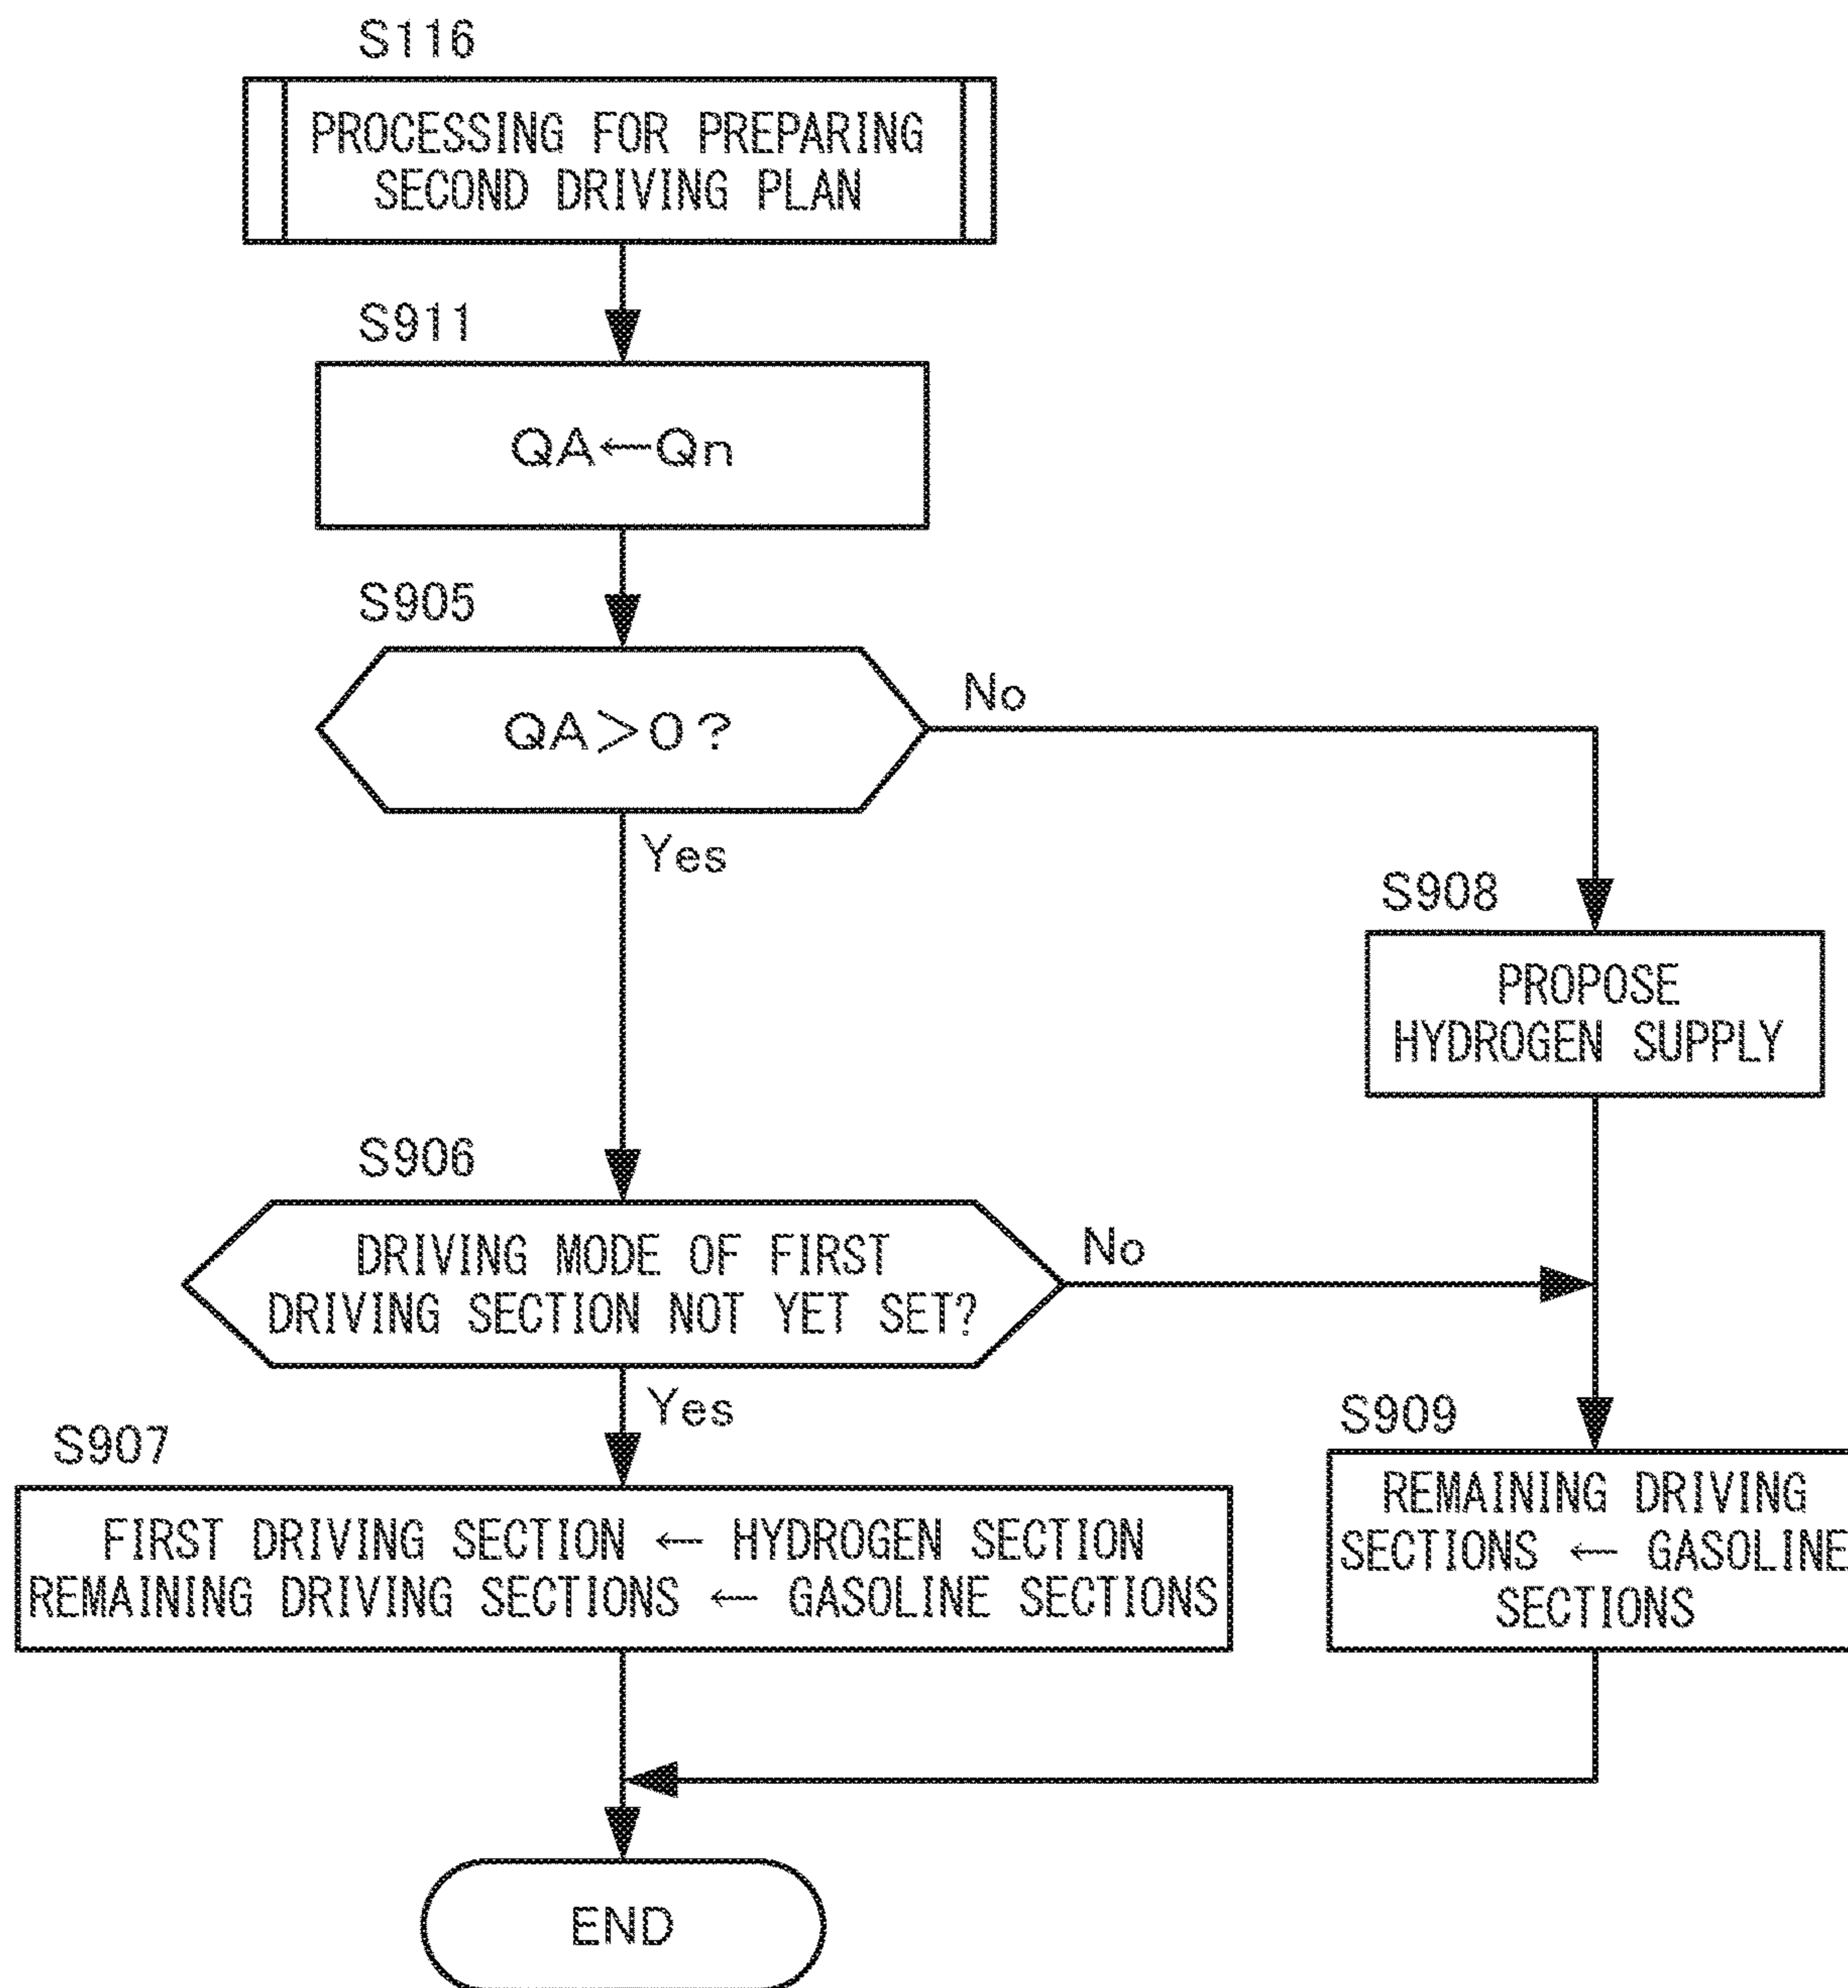 S116
PROCESSING FOR PREPARING
SECOND DRIVING PLAN
S911
QA←Qn
S905
QA>0?
No
Yes
S908
PROPOSE
HYDROGEN SUPPLY
S906
DRIVING MODE OF FIRST
DRIVING SECTION NOT YET SET?
No
Yes
S907
FIRST DRIVING SECTION ← HYDROGEN SECTION
REMAINING DRIVING SECTIONS ← GASOLINE SECTIONS
S909
REMAINING DRIVING
SECTIONS ← GASOLINE
SECTIONS
END